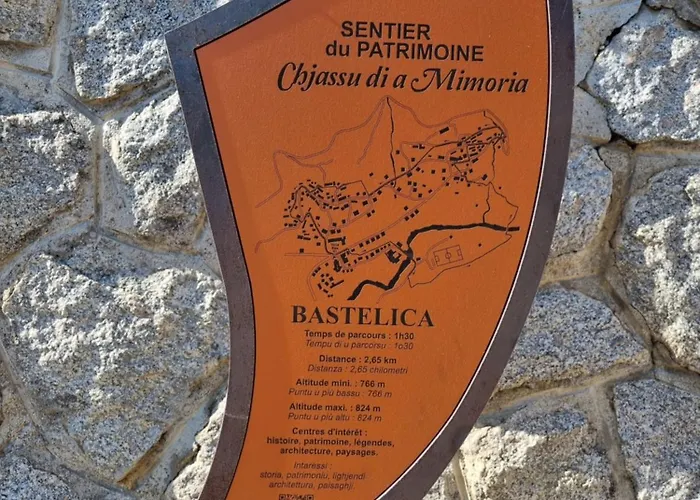 SENTIER
du PATRIMOINE
Chjassu di a Mimoria
BASTELICA
Temps de parcours : 1h30
Tempu di u parcorsu : 1o30
Distance : 2,65 km
Distanza : 2,65 chilometri
Altitude mini. : 766 m
Puntu u più bassu : 766 m
Altitude maxi. : 824 m
Puntu u più altu : 824 m
Centres d'intérêt :
histoire, patrimoine, légendes,
architecture, paysages.
Interessi :
storia, patrimoniu, lighjendi
architettura, paisaghji.